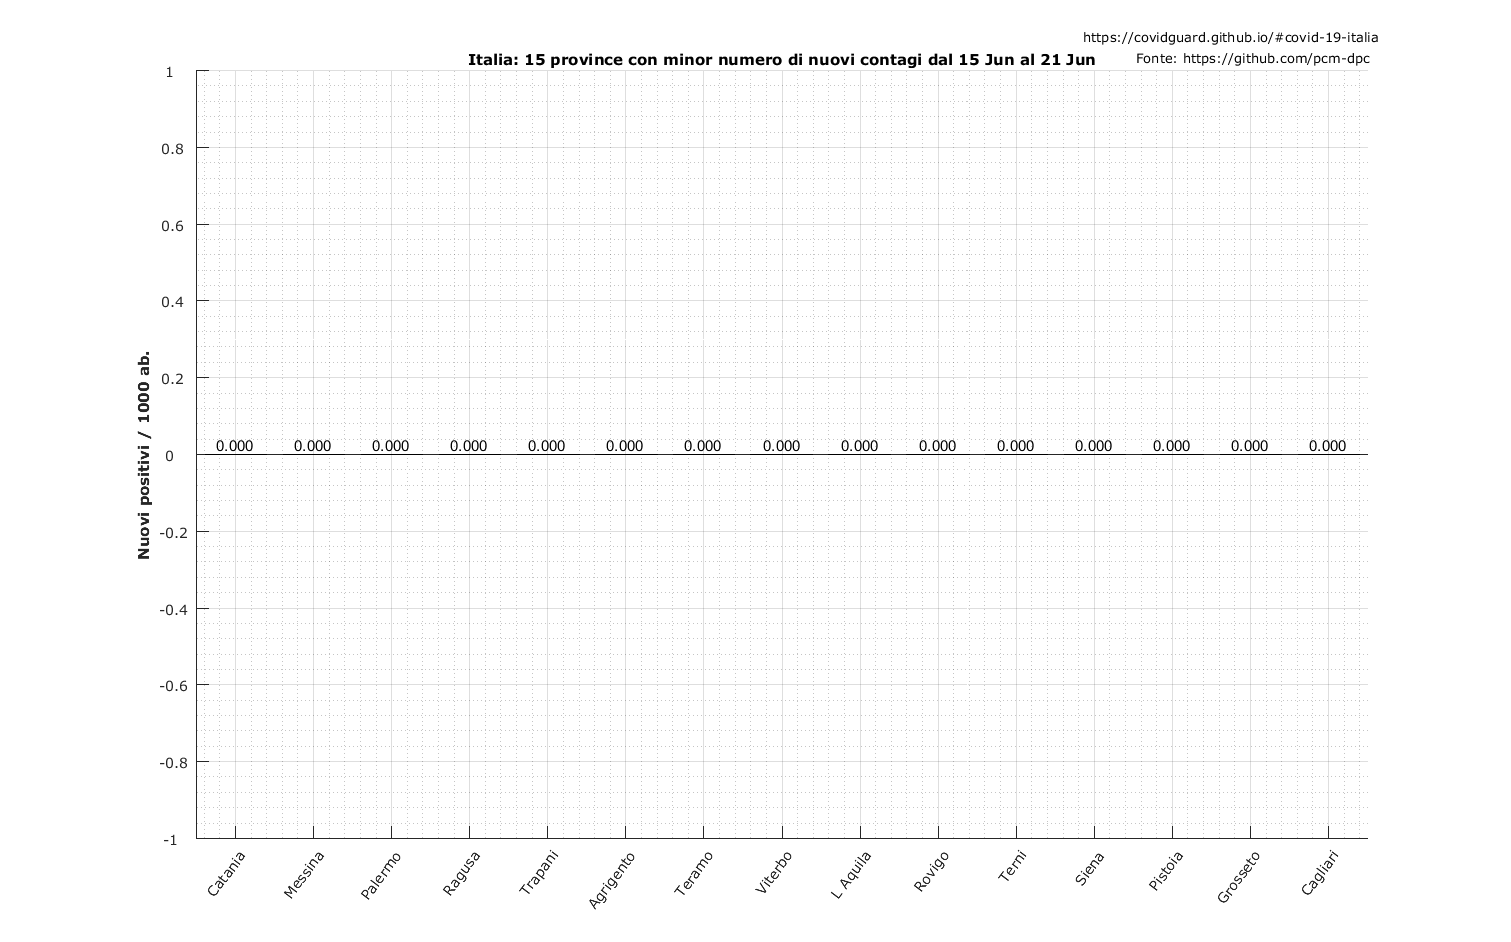 https://covidguard.github.io/#covid-19-italia
Italia: 15 province con minor numero di nuovi contagi dal 15 Jun al 21 Jun
Fonte: https://github.com/pcm-dpc
Nuovi positivi / 1000 ab.
1
0.8
0.6
0.4
0.2
0
-0.2
-0.4
-0.6
-0.8
-1
0.000 0.000 0.000 0.000 0.000 0.000 0.000 0.000 0.000 0.000 0.000 0.000 0.000 0.000 0.000
Catania
Messina
Palermo
Ragusa
Trapani
Agrigento
Teramo
Viterbo
L Aquila
Rovigo
Terni
Siena
Pistoia
Grosseto
Cagliari